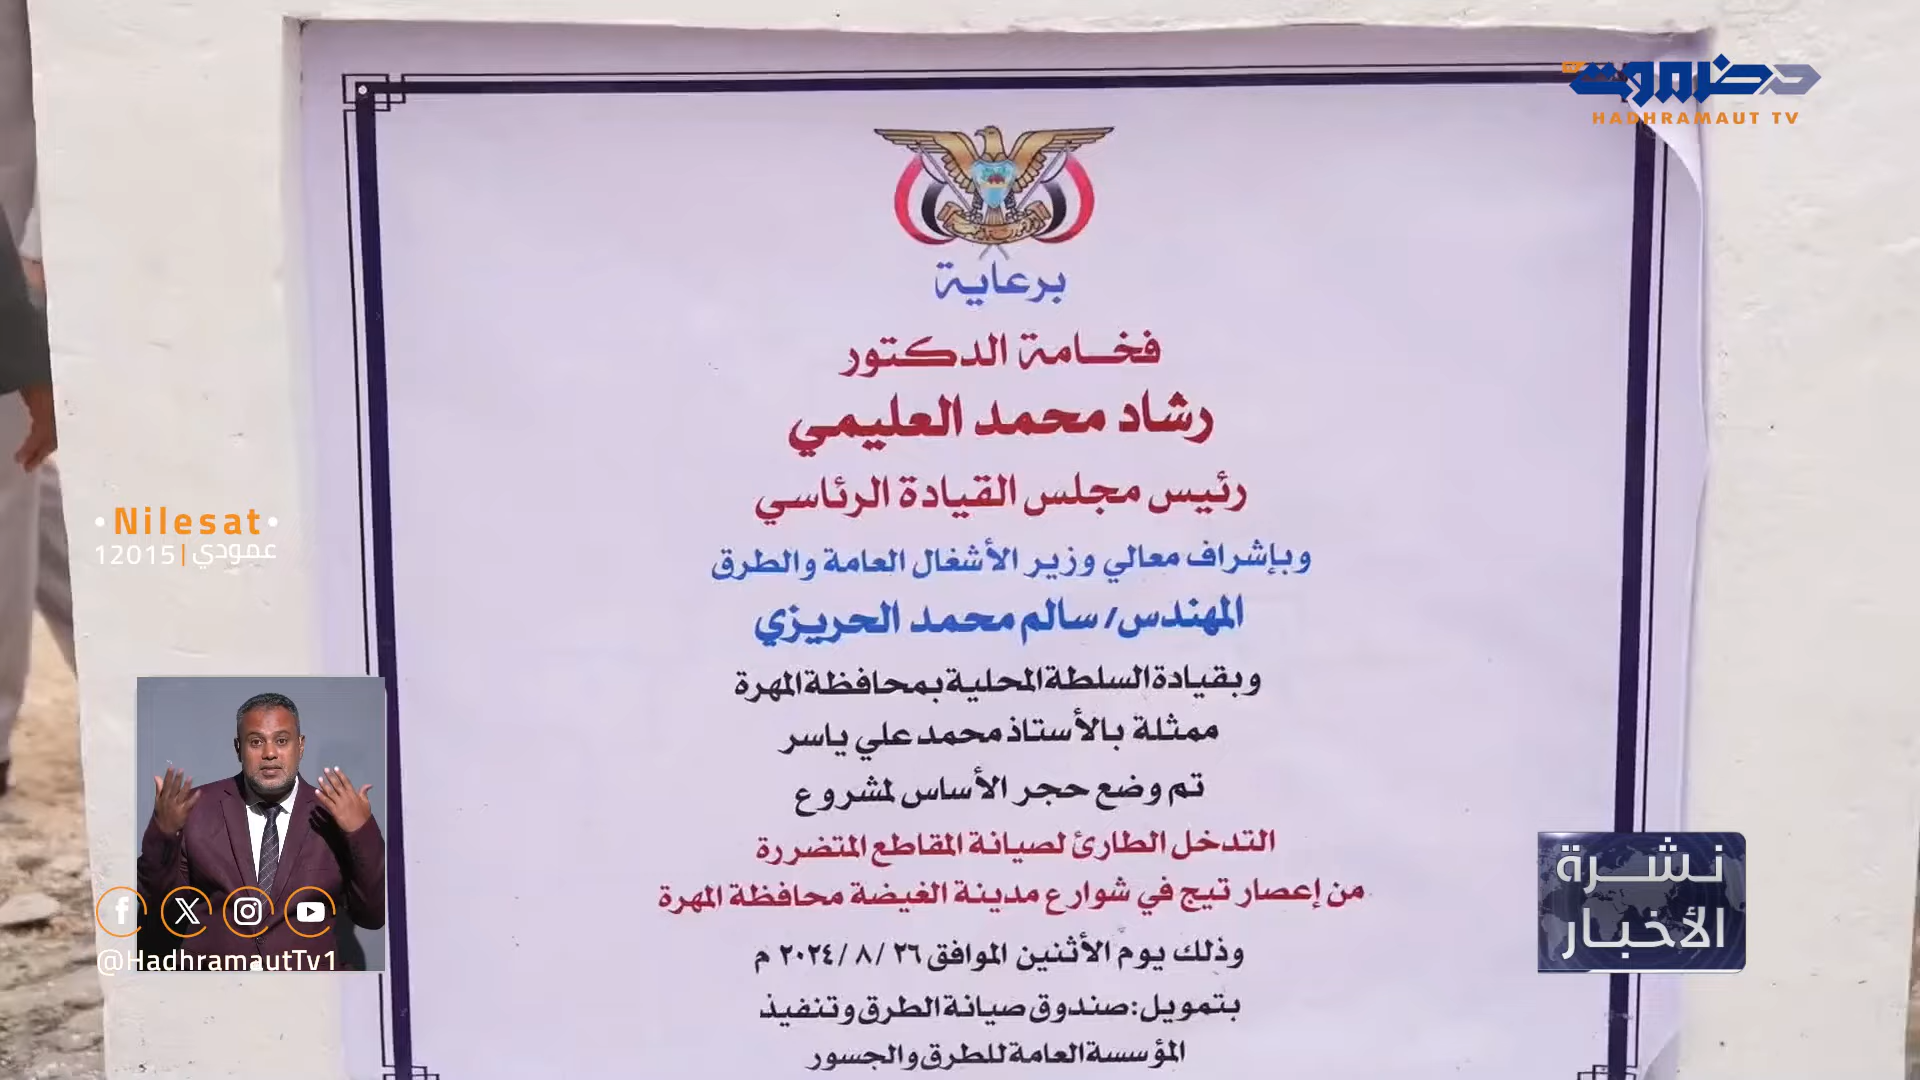 حضرموت
HADHRAMAUT TV
برعاية
فخامة الدكتور
رشاد محمد العليمي
رئيس مجلس القيادة الرئاسي
وبإشراف معالي وزير الأشغال العامة والطرق
المهندس/ سالم محمد الحريزي
وبقيادة السلطة المحلية بمحافظة المهرة
ممثلة بالأستاذ محمد علي ياسر
تم وضع حجر الأساس لمشروع
التدخل الطارئ لصيانة المقاطع المتضررة
من إعصار تيج في شوارع مدينة الغيضة محافظة المهرة
وذلك يوم الأثنين الموافق ٢٦ /٨ /٢٠٢٤ م
بتمويل: صندوق صيانة الطرق وتنفيذ
المؤسسة العامة للطرق والجسور
• Nilesat •
12015 | عمودي
@HadhramautTv1
نشرة
الأخبار